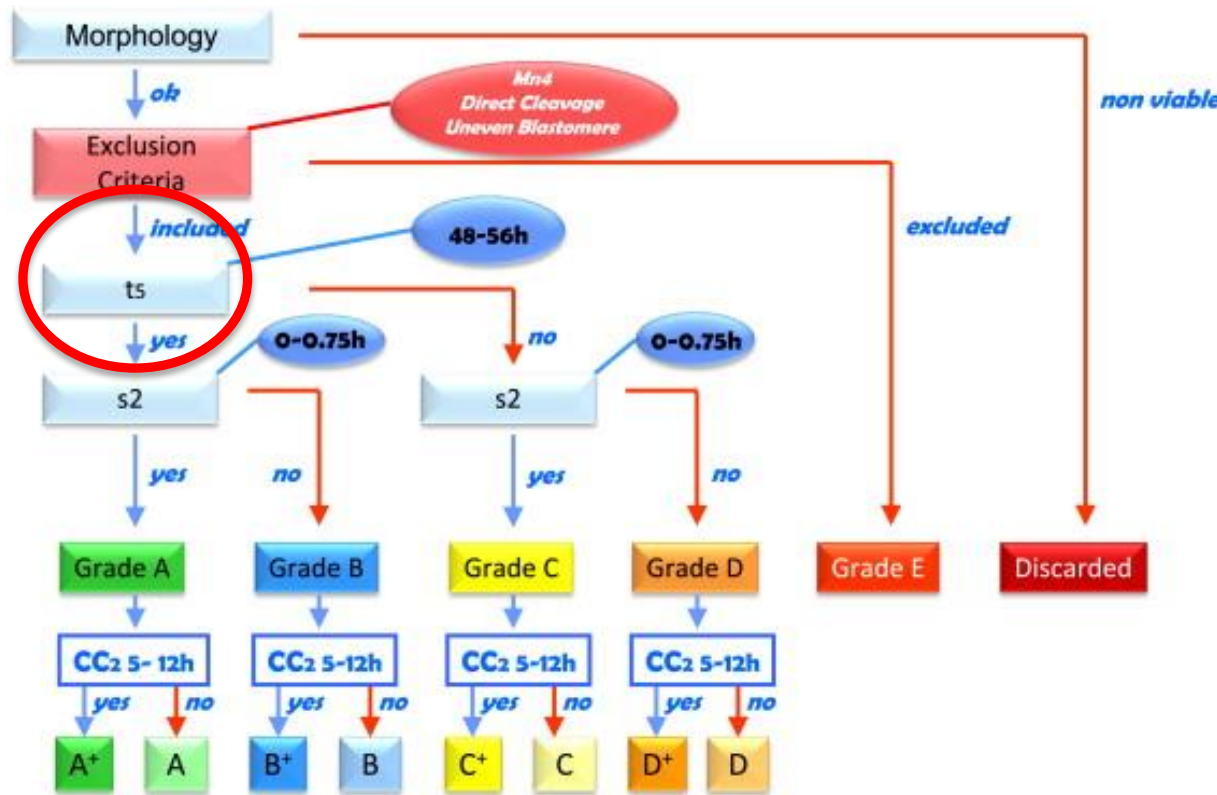 Morphology
ok
non viable
Mn4
Direct Cleavage
Uneven Blastomere
Exclusion
Criteria
included
48-56h
excluded
ts
yes
0-0.75h
no
0-0.75h
s2
s2
yes
no
yes
no
Grade A
Grade B
Grade C
Grade D
Grade E
Discarded
CC2 5- 12h
CC2 5-12h
CC2 5-12h
CC2 5-12h
yes
no
yes
no
yes
no
yes
no
A+
A
B+
B
C+
C
D+
D